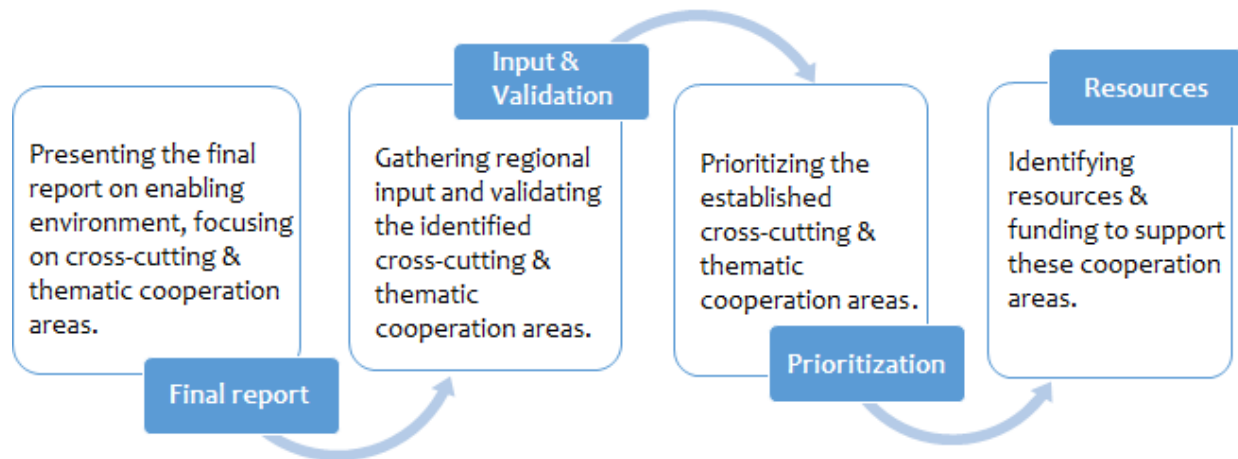 Presenting the final
report on enabling
environment, focusing
on cross-cutting &
thematic cooperation
areas.
Final report
Input &
Validation
Gathering regional
input and validating
the identified
cross-cutting &
thematic
cooperation areas.
Prioritizing the
established
cross-cutting &
thematic
cooperation areas.
Prioritization
Resources
Identifying
resources &
funding to support
these cooperation
areas.